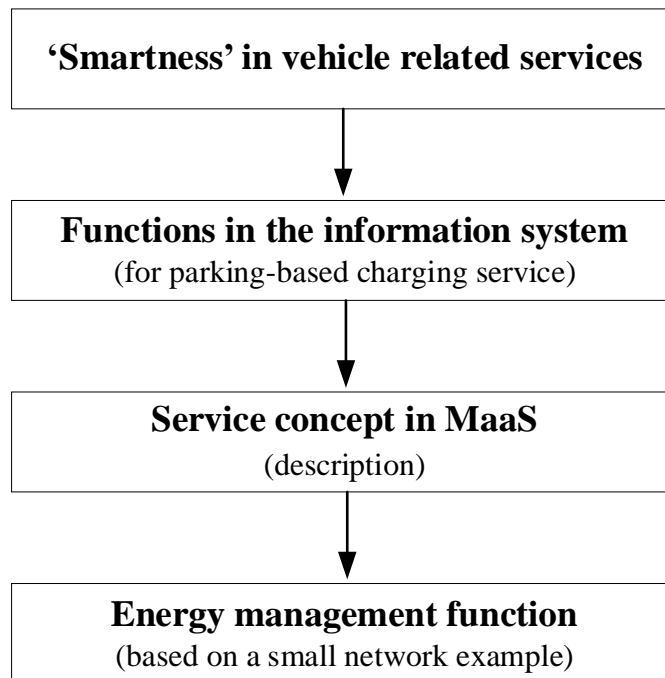 ‘Smartness’ in vehicle related services
Functions in the information system
(for parking-based charging service)
Service concept in MaaS
(description)
Energy management function
(based on a small network example)